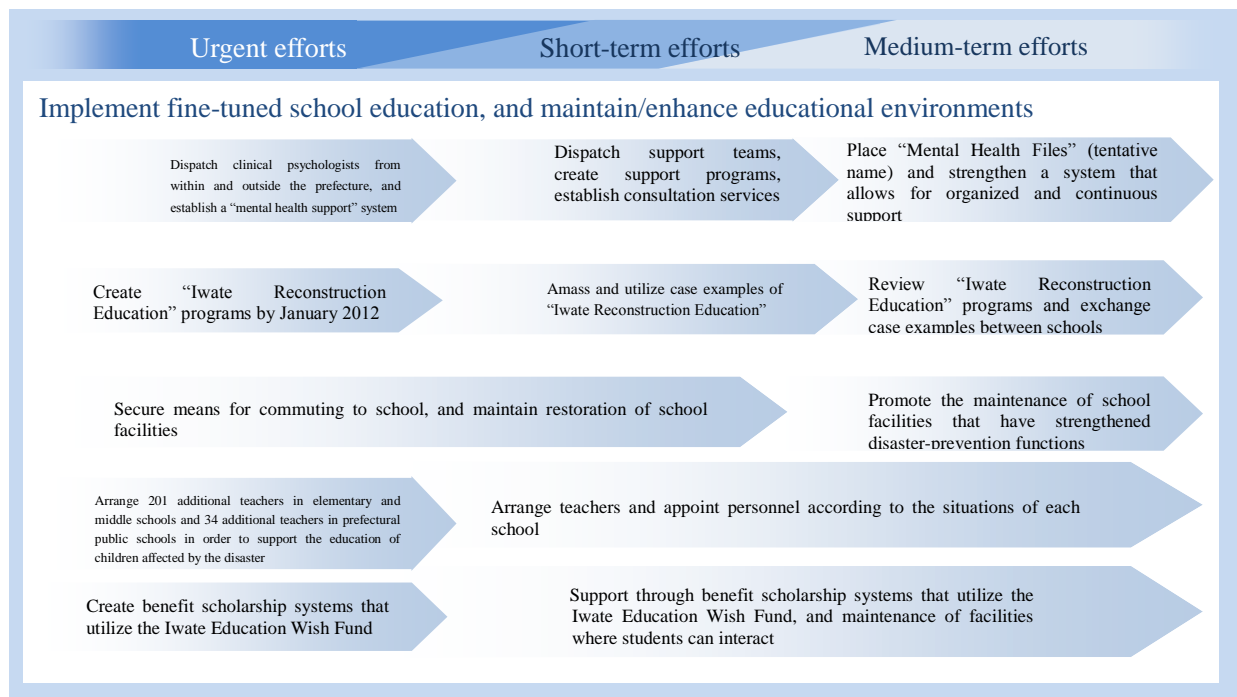 Urgent efforts
Short-term efforts
Medium-term efforts
Implement fine-tuned school education, and maintain/enhance educational environments
Dispatch clinical psychologists from
within and outside the prefecture, and
establish a “mental health support” system
Dispatch support teams,
create support programs,
establish consultation services
Place “Mental Health Files” (tentative
name) and strengthen a system that
allows for organized and continuous
support
Create “Iwate Reconstruction
Education” programs by January 2012
Amass and utilize case examples of
“Iwate Reconstruction Education”
Review “Iwate Reconstruction
Education” programs and exchange
case examples between schools
Secure means for commuting to school, and maintain restoration of school
facilities
Promote the maintenance of school
facilities that have strengthened
disaster-prevention functions
Arrange 201 additional teachers in elementary and
middle schools and 34 additional teachers in prefectural
public schools in order to support the education of
children affected by the disaster
Arrange teachers and appoint personnel according to the situations of each
school
Create benefit scholarship systems that
utilize the Iwate Education Wish Fund
Support through benefit scholarship systems that utilize the
Iwate Education Wish Fund, and maintenance of facilities
where students can interact